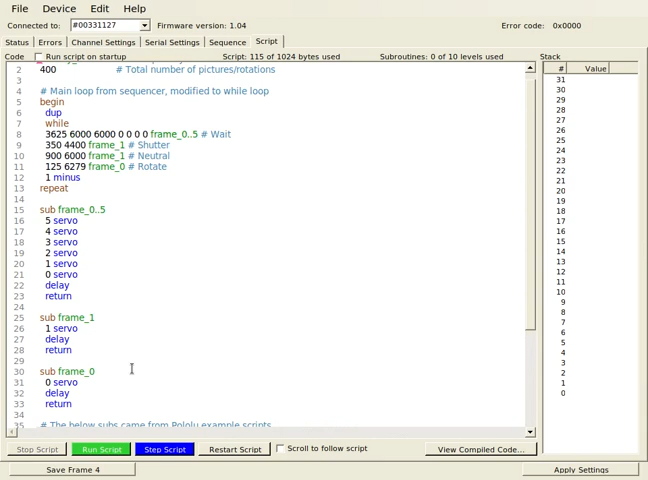 File Device Edit Help
Connected to: #00331127 Firmware version: 1.04 Error code: 0x0000
Status Errors Channel Settings Serial Settings Sequence Script
Code Run script on startup Script: 115 of 1024 bytes used Subroutines: 0 of 10 levels used Stack
# Value
2 400 # Total number of pictures/rotations
3
4 # Main loop from sequencer, modified to while loop
5 begin
6 dup
7 while
8 3625 6000 6000 0 0 0 0 frame_0..5 # Wait
9 350 4400 frame_1 # Shutter
10 900 6000 frame_1 # Neutral
11 125 6279 frame_0 # Rotate
12 1 minus
13 repeat
14
15 sub frame_0..5
16 5 servo
17 4 servo
18 3 servo
19 2 servo
20 1 servo
21 0 servo
22 delay
23 return
24
25 sub frame_1
26 1 servo
27 delay
28 return
29
30 sub frame_0
31 0 servo
32 delay
33 return
34
35 # The below subs came from Pololu example scripts
31
30
29
28
27
26
25
24
23
22
21
20
19
18
17
16
15
14
13
12
11
10
9
8
7
6
5
4
3
2
1
0
Stop Script Run Script Step Script Restart Script Scroll to follow script View Compiled Code...
Save Frame 4 Apply Settings